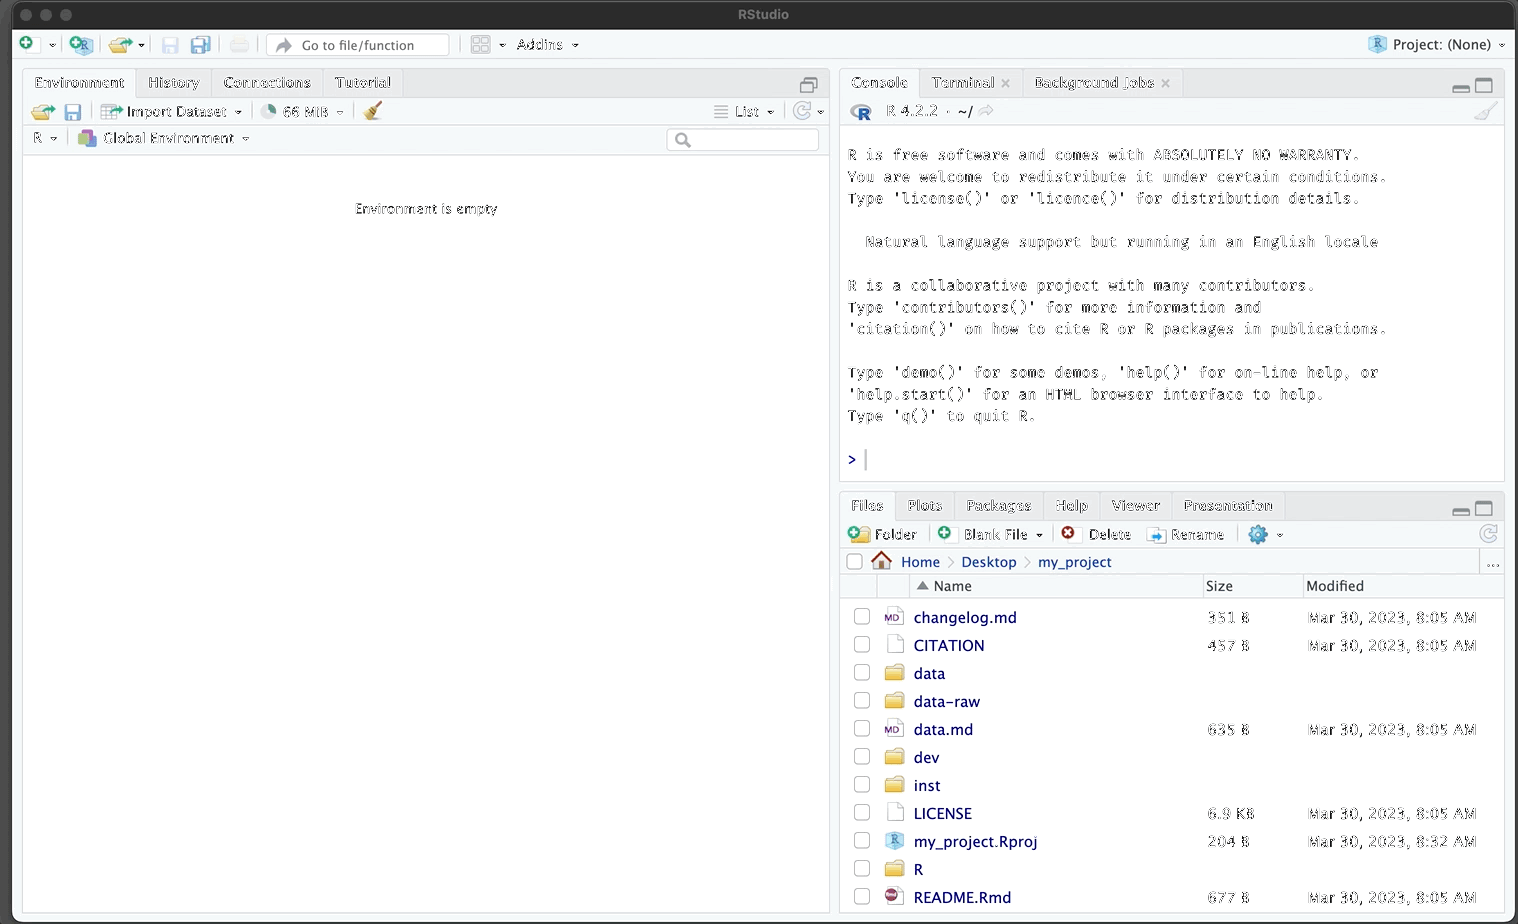 RStudio
Go to file/function
Addins
Project: (None)
Environment History Connections Tutorial
Import Dataset 66 MiB List
R Global Environment
Environment is empty
Console Terminal Background Jobs
R 4.2.2 · ~/
R is free software and comes with ABSOLUTELY NO WARRANTY.
You are welcome to redistribute it under certain conditions.
Type 'license()' or 'licence()' for distribution details.
Natural language support but running in an English locale
R is a collaborative project with many contributors.
Type 'contributors()' for more information and
'citation()' on how to cite R or R packages in publications.
Type 'demo()' for some demos, 'help()' for on-line help, or
'help.start()' for an HTML browser interface to help.
Type 'q()' to quit R.
>
Files Plots Packages Help Viewer Presentation
Folder Blank File Delete Rename
Home Desktop my_project ...
Name Size Modified
MD changelog.md 351 B Mar 30, 2023, 8:05 AM
CITATION 457 B Mar 30, 2023, 8:05 AM
data
data-raw
MD data.md 635 B Mar 30, 2023, 8:05 AM
dev
inst
LICENSE 6.9 KB Mar 30, 2023, 8:05 AM
R my_project.Rproj 204 B Mar 30, 2023, 8:32 AM
R
README.Rmd 677 B Mar 30, 2023, 8:05 AM